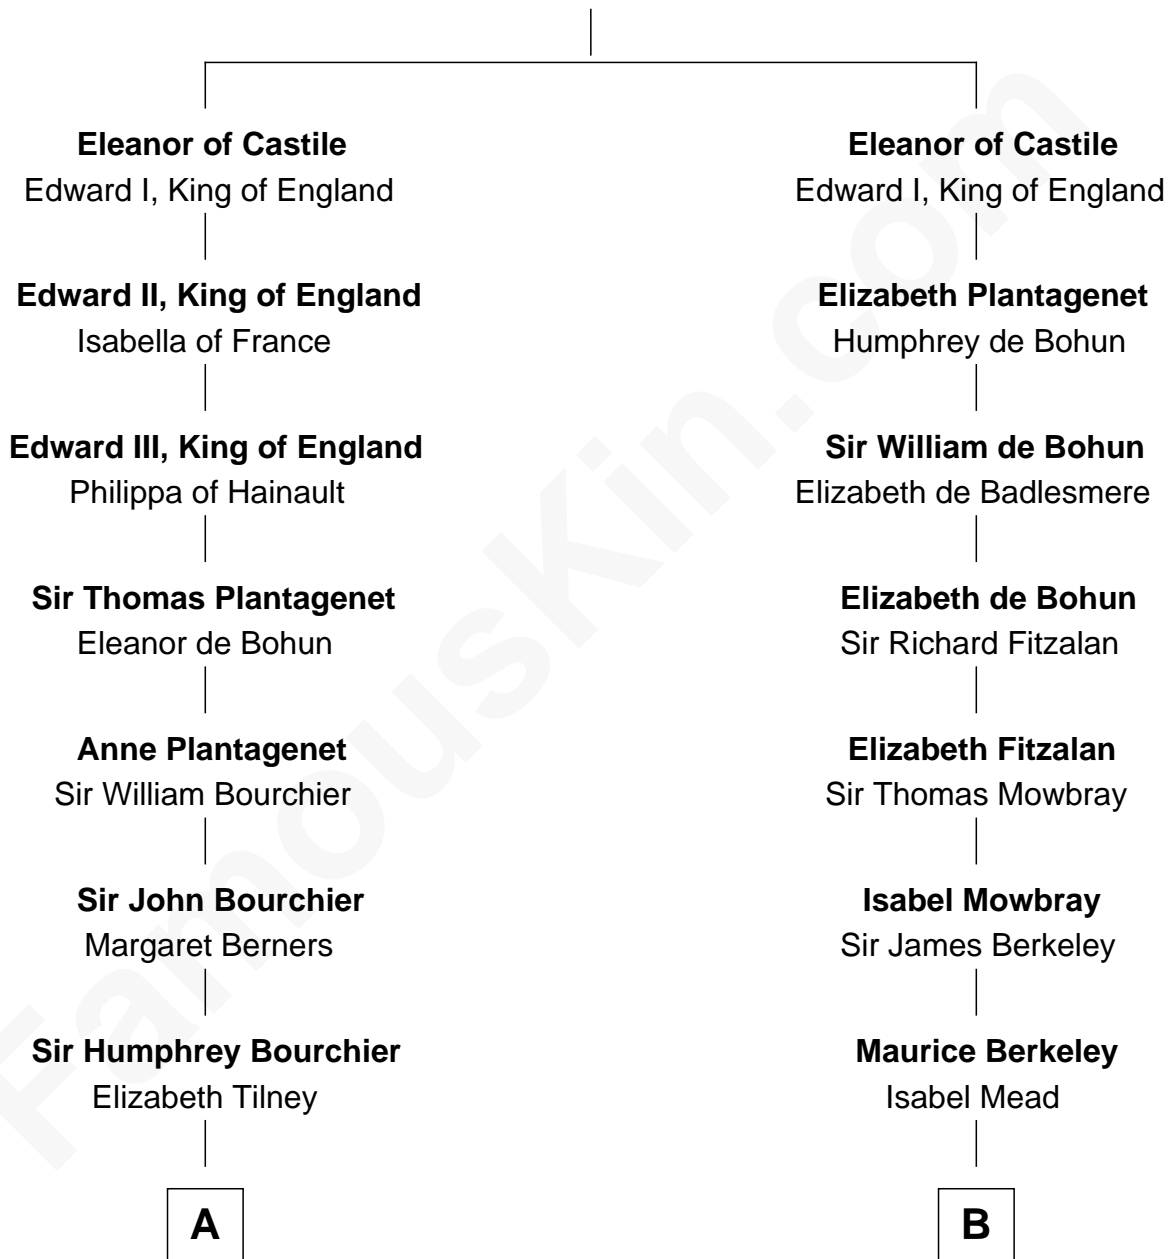 Eleanor of Castile
Edward I, King of England
Edward II, King of England
Isabella of France
Edward III, King of England
Philippa of Hainault
Sir Thomas Plantagenet
Eleanor de Bohun
Anne Plantagenet
Sir William Bourchier
Sir John Bourchier
Margaret Berners
Sir Humphrey Bourchier
Elizabeth Tilney
A
Eleanor of Castile
Edward I, King of England
Elizabeth Plantagenet
Humphrey de Bohun
Sir William de Bohun
Elizabeth de Badlesmere
Elizabeth de Bohun
Sir Richard Fitzalan
Elizabeth Fitzalan
Sir Thomas Mowbray
Isabel Mowbray
Sir James Berkeley
Maurice Berkeley
Isabel Mead
B
FamousKin.com